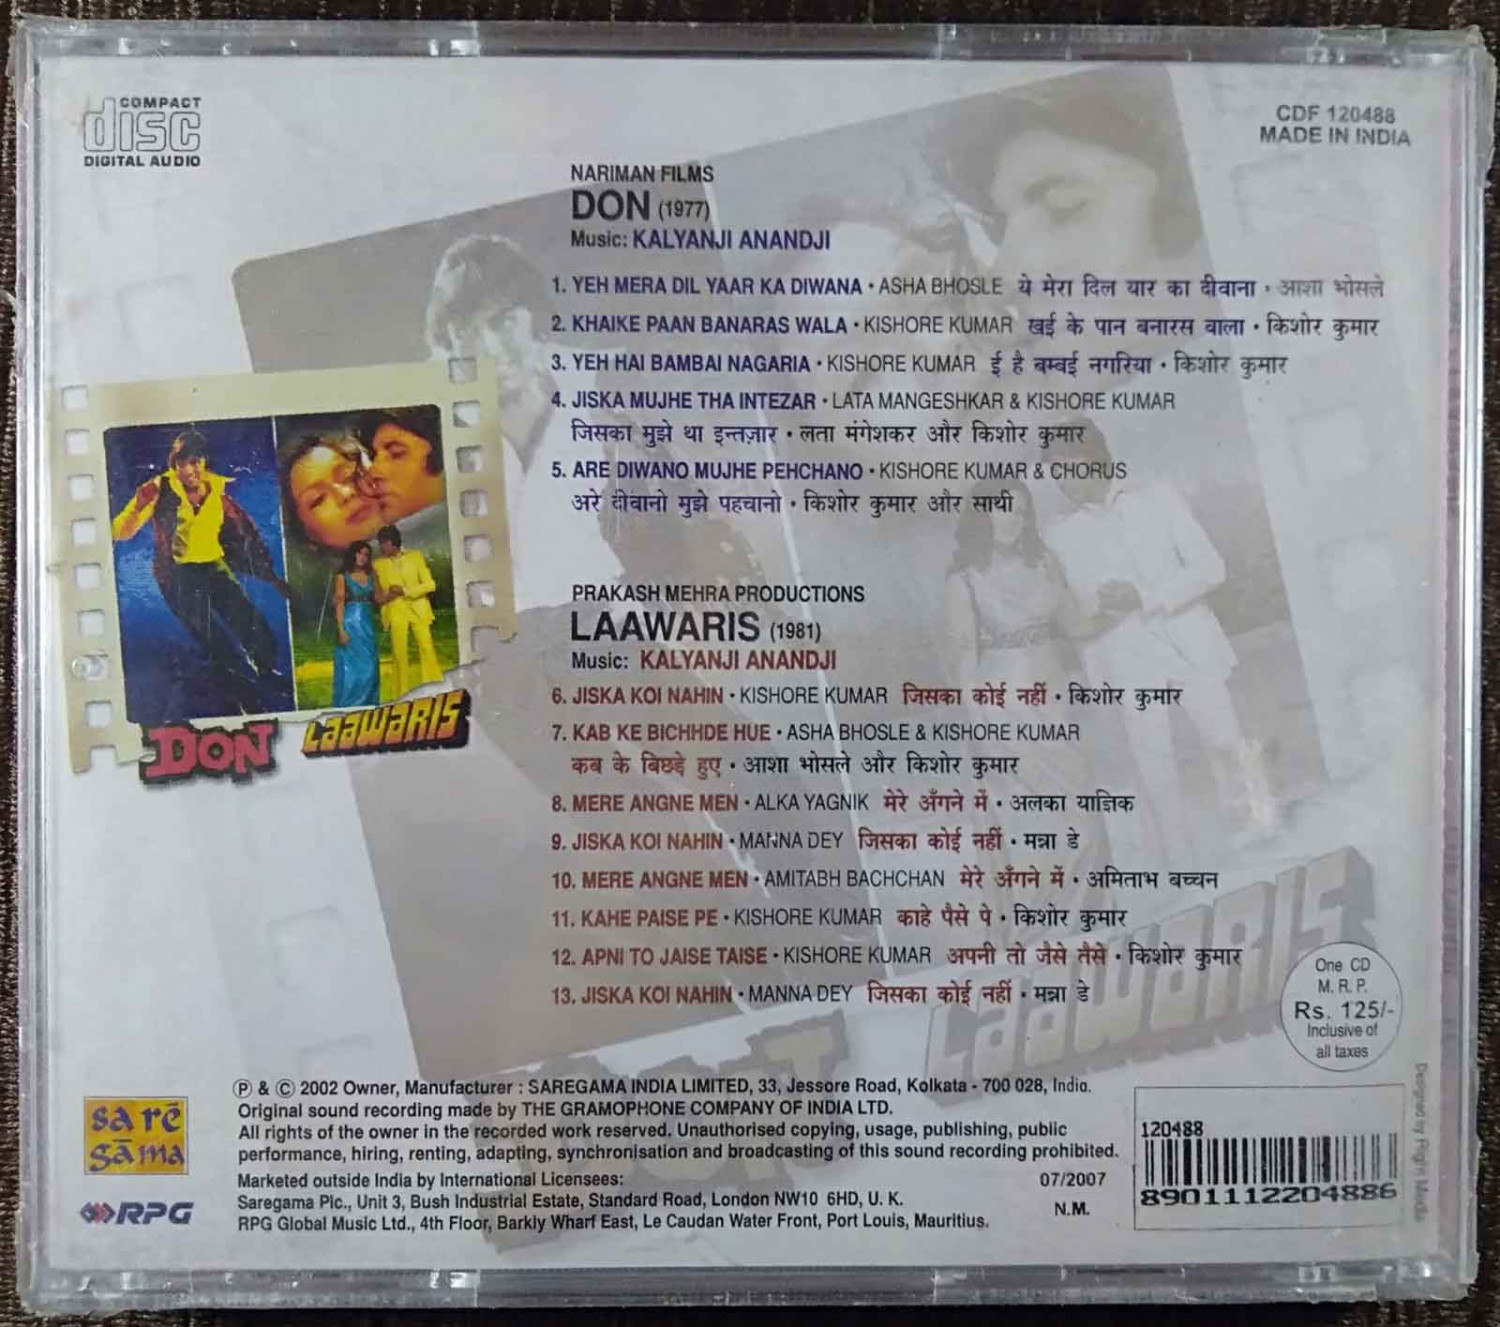 COMPACT
disc
DIGITAL AUDIO
CDF 120488
MADE IN INDIA
NARIMAN FILMS
DON (1977)
Music: KALYANJI ANANDJI
1. YEH MERA DIL YAAR KA DIWANA • ASHA BHOSLE ये मेरा दिल यार का दीवाना • आशा भोसले
2. KHAIKE PAAN BANARAS WALA • KISHORE KUMAR खई के पान बनारस वाला • किशोर कुमार
3. YEH HAI BAMBAI NAGARIA • KISHORE KUMAR ई है बम्बई नगरिया • किशोर कुमार
4. JISKA MUJHE THA INTEZAR • LATA MANGESHKAR & KISHORE KUMAR
जिसका मुझे था इन्तज़ार • लता मंगेशकर और किशोर कुमार
5. ARE DIWANO MUJHE PEHCHANO • KISHORE KUMAR & CHORUS
अरे दीवानो मुझे पहचानो • किशोर कुमार और साथी
PRAKASH MEHRA PRODUCTIONS
LAAWARIS (1981)
Music: KALYANJI ANANDJI
6. JISKA KOI NAHIN • KISHORE KUMAR जिसका कोई नहीं • किशोर कुमार
7. KAB KE BICHHDE HUE • ASHA BHOSLE & KISHORE KUMAR
कब के बिछड़े हुए • आशा भोसले और किशोर कुमार
8. MERE ANGNE MEN • ALKA YAGNIK मेरे अँगने में • अलका याज्ञिक
9. JISKA KOI NAHIN • MANNA DEY जिसका कोई नहीं • मन्ना डे
10. MERE ANGNE MEN • AMITABH BACHCHAN मेरे अँगने में • अमिताभ बच्चन
11. KAHE PAISE PE • KISHORE KUMAR काहे पैसे पे • किशोर कुमार
12. APNI TO JAISE TAISE • KISHORE KUMAR अपनी तो जैसे तैसे • किशोर कुमार
13. JISKA KOI NAHIN • MANNA DEY जिसका कोई नहीं • मन्ना डे
DON LAAWARIS
DON LAAWARIS
One CD
M. R. P.
Rs. 125/-
Inclusive of
all taxes
Ⓟ & © 2002 Owner, Manufacturer : SAREGAMA INDIA LIMITED, 33, Jessore Road, Kolkata - 700 028, India.
Original sound recording made by THE GRAMOPHONE COMPANY OF INDIA LTD.
All rights of the owner in the recorded work reserved. Unauthorised copying, usage, publishing, public
performance, hiring, renting, adapting, synchronisation and broadcasting of this sound recording prohibited.
Marketed outside India by International Licensees:
Saregama Plc., Unit 3, Bush Industrial Estate, Standard Road, London NW10 6HD, U. K.
RPG Global Music Ltd., 4th Floor, Barkly Wharf East, Le Caudan Water Front, Port Louis, Mauritius.
07/2007
N.M.
sa rē
gāma
RPG
120488
8901112204886
Designed by Right Media